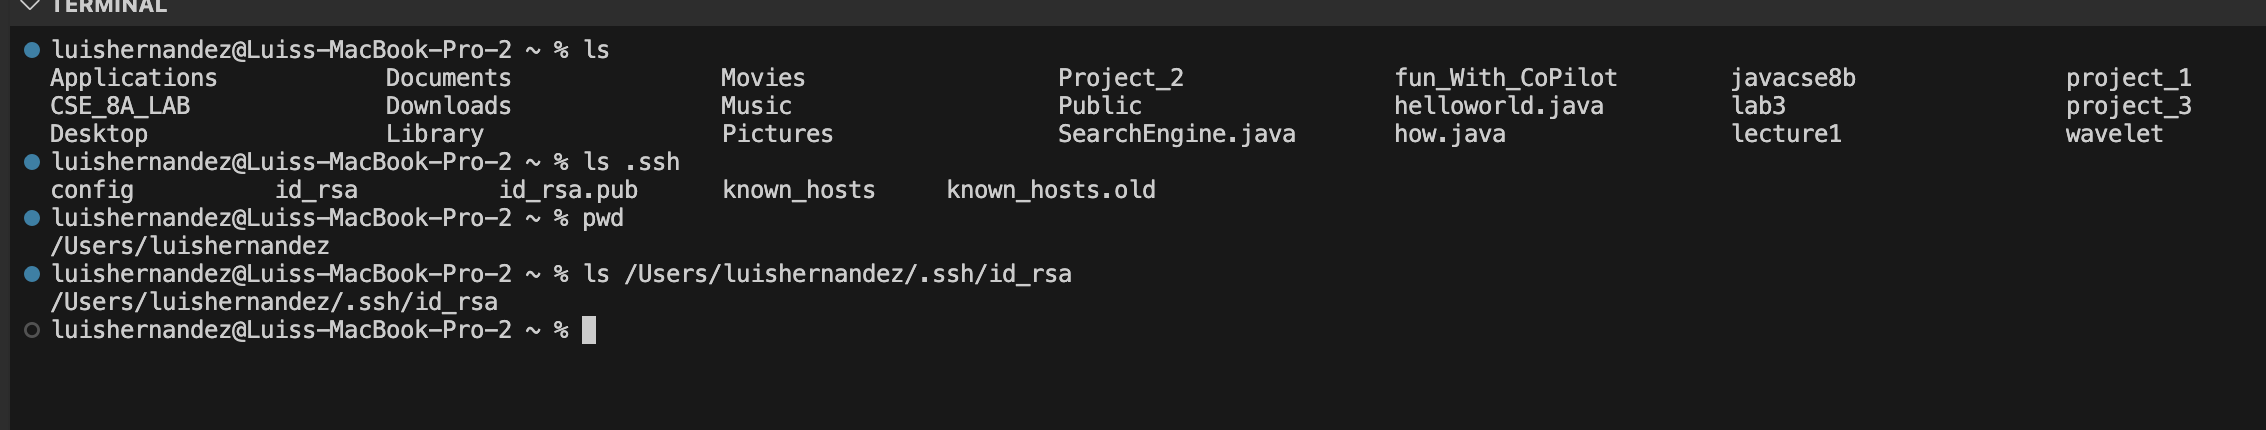 TERMINAL
luishernandez@Luiss-MacBook-Pro-2 ~ % ls
Applications Documents Movies Project_2 fun_With_CoPilot javacse8b project_1
CSE_8A_LAB Downloads Music Public helloworld.java lab3 project_3
Desktop Library Pictures SearchEngine.java how.java lecture1 wavelet
luishernandez@Luiss-MacBook-Pro-2 ~ % ls .ssh
config id_rsa id_rsa.pub known_hosts known_hosts.old
luishernandez@Luiss-MacBook-Pro-2 ~ % pwd
/Users/luishernandez
luishernandez@Luiss-MacBook-Pro-2 ~ % ls /Users/luishernandez/.ssh/id_rsa
/Users/luishernandez/.ssh/id_rsa
luishernandez@Luiss-MacBook-Pro-2 ~ %